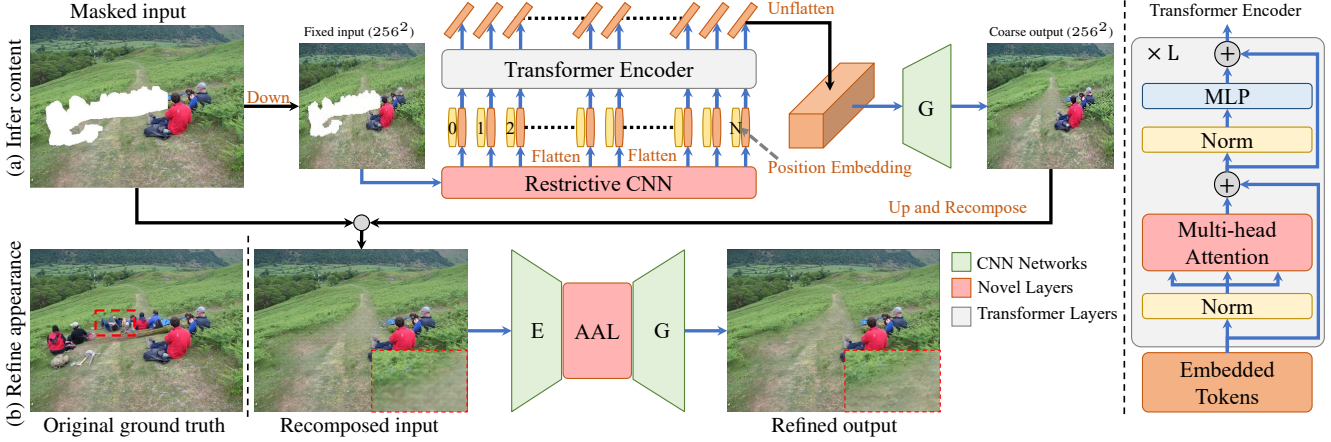 Masked input
(a) Infer content
Down
Fixed input (256²)
Transformer Encoder
0 1 2 N
Flatten Flatten
Restrictive CNN
Unflatten
Position Embedding
G
Coarse output (256²)
Up and Recompose
(b) Refine appearance
Original ground truth
Recomposed input
E AAL G
Refined output
CNN Networks
Novel Layers
Transformer Layers
Transformer Encoder
× L
+
MLP
Norm
+
Multi-head
Attention
Norm
Embedded
Tokens